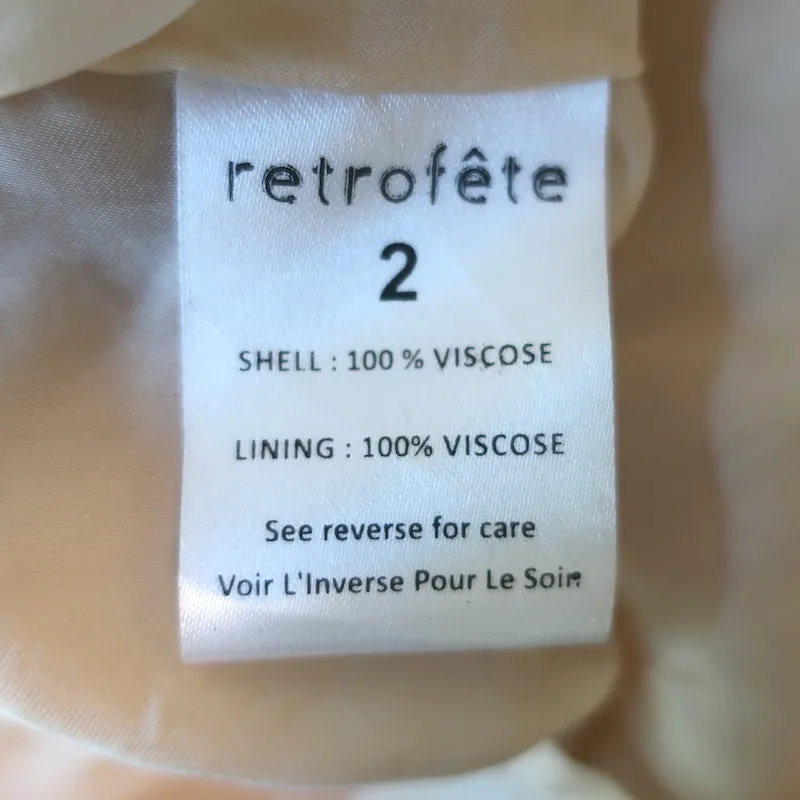 retrofête
2
SHELL : 100 % VISCOSE
LINING : 100% VISCOSE
See reverse for care
Voir L'Inverse Pour Le Soin